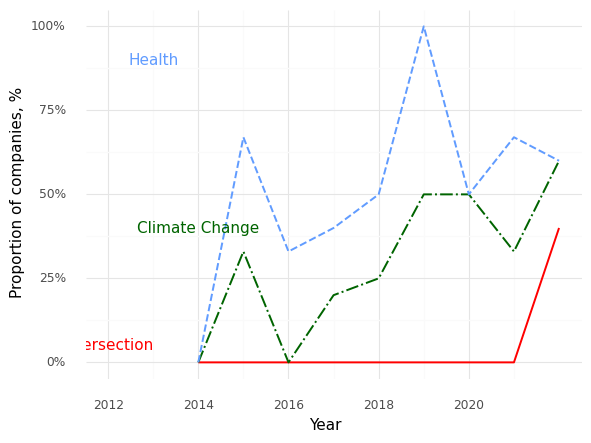 100%
Health
75%
50%
Climate Change
25%
ersection
0%
2012 2014 2016 2018 2020
Year
Proportion of companies, %